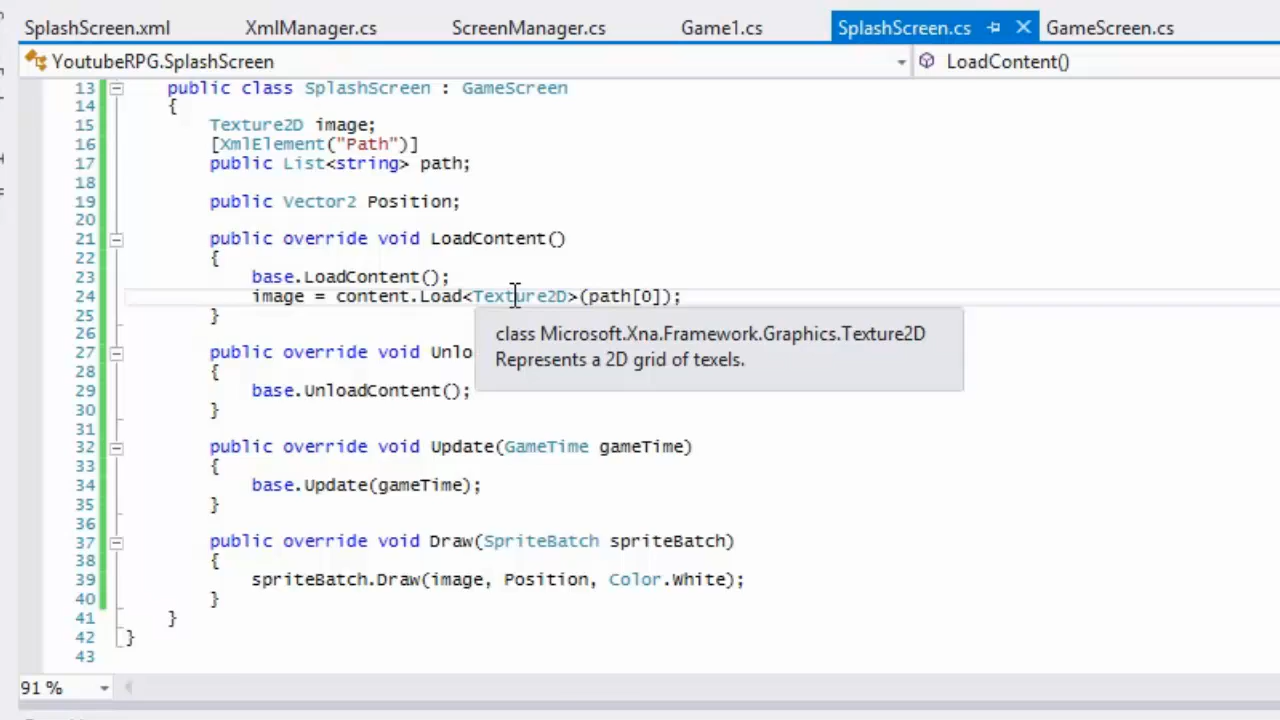 SplashScreen.xml XmlManager.cs ScreenManager.cs Game1.cs SplashScreen.cs GameScreen.cs
YoutubeRPG.SplashScreen LoadContent()
13 public class SplashScreen : GameScreen
14 {
15 Texture2D image;
16 [XmlElement("Path")]
17 public List<string> path;
18
19 public Vector2 Position;
20
21 public override void LoadContent()
22 {
23 base.LoadContent();
24 image = content.Load<Texture2D>(path[0]);
25 }
class Microsoft.Xna.Framework.Graphics.Texture2D
Represents a 2D grid of texels.
26
27 public override void Unlo
28 {
29 base.UnloadContent();
30 }
31
32 public override void Update(GameTime gameTime)
33 {
34 base.Update(gameTime);
35 }
36
37 public override void Draw(SpriteBatch spriteBatch)
38 {
39 spriteBatch.Draw(image, Position, Color.White);
40 }
41 }
42 }
43
91 %